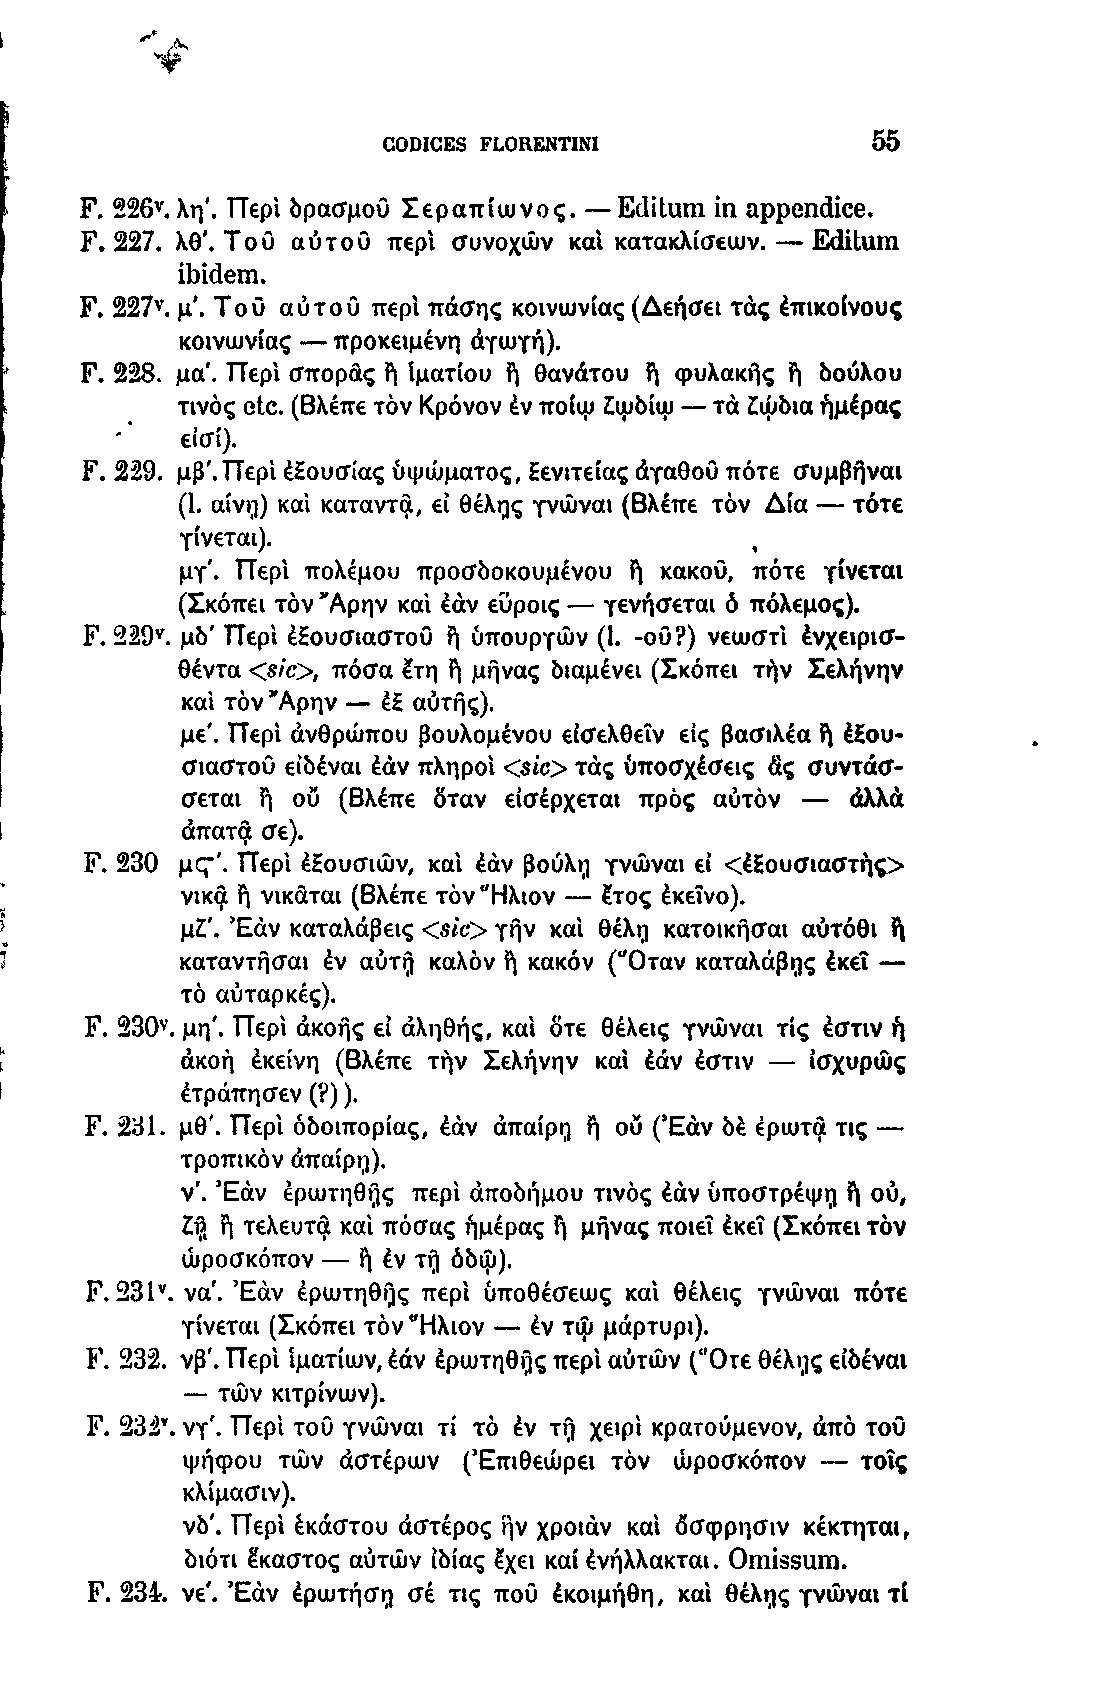 CODICES FLORENTINI 55
F. 226ᵛ. λη′. Περὶ δρασμοῦ Σεραπίωνος. — Editum in appendice.
F. 227. λθ′. Τοῦ αὐτοῦ περὶ συνοχῶν καὶ κατακλίσεων. — Editum
ibidem.
F. 227ᵛ. μ′. Τοῦ αὐτοῦ περὶ πάσης κοινωνίας (Δεήσει τὰς ἐπικοίνους
κοινωνίας — προκειμένη ἀγωγή).
F. 228. μα′. Περὶ σπορᾶς ἢ ἱματίου ἢ θανάτου ἢ φυλακῆς ἢ δούλου
τινὸς etc. (Βλέπε τὸν Κρόνον ἐν ποίῳ ζῳδίῳ — τὰ ζῴδια ἡμέρας
εἰσί).
F. 229. μβ′. Περὶ ἐξουσίας ὑψώματος, ξενιτείας ἀγαθοῦ πότε συμβῆναι
(l. αίνῃ) καὶ καταντᾷ, εἰ θέλῃς γνῶναι (Βλέπε τὸν Δία — τότε
γίνεται).
μγ′. Περὶ πολέμου προσδοκουμένου ἢ κακοῦ, πότε γίνεται
(Σκόπει τὸν Ἄρην καὶ ἐὰν εὕροις — γενήσεται ὁ πόλεμος).
F. 229ᵛ. μδ′ Περὶ ἐξουσιαστοῦ ἢ ὑπουργῶν (l. -οῦ?) νεωστὶ ἐνχειρισ-
θέντα <sic>, πόσα ἔτη ἢ μῆνας διαμένει (Σκόπει τὴν Σελήνην
καὶ τὸν Ἄρην — ἐξ αὐτῆς).
με′. Περὶ ἀνθρώπου βουλομένου εἰσελθεῖν εἰς βασιλέα ἢ ἐξου-
σιαστοῦ εἰδέναι ἐὰν πληροὶ <sic> τὰς ὑποσχέσεις ἃς συντάσ-
σεται ἢ οὔ (Βλέπε ὅταν εἰσέρχεται πρὸς αὐτὸν — ἀλλὰ
ἀπατᾷ σε).
F. 230 μϛ′. Περὶ ἐξουσιῶν, καὶ ἐὰν βούλῃ γνῶναι εἰ <ἐξουσιαστὴς>
νικᾷ ἢ νικᾶται (Βλέπε τὸν Ἥλιον — ἔτος ἐκεῖνο).
μζ′. Ἐὰν καταλάβεις <sic> γῆν καὶ θέλῃ κατοικῆσαι αὐτόθι ἢ
καταντῆσαι ἐν αὐτῇ καλὸν ἢ κακόν (Ὅταν καταλάβῃς ἐκεῖ —
τὸ αὐταρκές).
F. 230ᵛ. μη′. Περὶ ἀκοῆς εἰ ἀληθής, καὶ ὅτε θέλεις γνῶναι τίς ἐστιν ἡ
ἀκοὴ ἐκείνη (Βλέπε τὴν Σελήνην καὶ ἐάν ἐστιν — ἰσχυρῶς
ἐτράπησεν (?) ).
F. 231. μθ′. Περὶ ὁδοιπορίας, ἐὰν ἀπαίρῃ ἢ οὔ (Ἐὰν δὲ ἐρωτᾷ τις —
τροπικὸν ἀπαίρῃ).
ν′. Ἐὰν ἐρωτηθῇς περὶ ἀποδήμου τινὸς ἐὰν ὑποστρέψῃ ἢ οὐ,
ζῇ ἢ τελευτᾷ καὶ πόσας ἡμέρας ἢ μῆνας ποιεῖ ἐκεῖ (Σκόπει τὸν
ὡροσκόπον — ἢ ἐν τῇ ὁδῷ).
F. 231ᵛ. να′. Ἐὰν ἐρωτηθῇς περὶ ὑποθέσεως καὶ θέλεις γνῶναι πότε
γίνεται (Σκόπει τὸν Ἥλιον — ἐν τῷ μάρτυρι).
F. 232. νβ′. Περὶ ἱματίων, ἐάν ἐρωτηθῇς περὶ αὐτῶν (Ὅτε θέλῃς εἰδέναι
— τῶν κιτρίνων).
F. 232ᵛ. νγ′. Περὶ τοῦ γνῶναι τί τὸ ἐν τῇ χειρὶ κρατούμενον, ἀπὸ τοῦ
ψήφου τῶν ἀστέρων (Ἐπιθεώρει τὸν ὡροσκόπον — τοῖς
κλίμασιν).
νδ′. Περὶ ἑκάστου ἀστέρος ἣν χροιὰν καὶ ὄσφρησιν κέκτηται,
διότι ἕκαστος αὐτῶν ἰδίας ἔχει καί ἐνήλλακται. Omissum.
F. 234. νε′. Ἐὰν ἐρωτήσῃ σέ τις ποῦ ἐκοιμήθη, καὶ θέλῃς γνῶναι τί